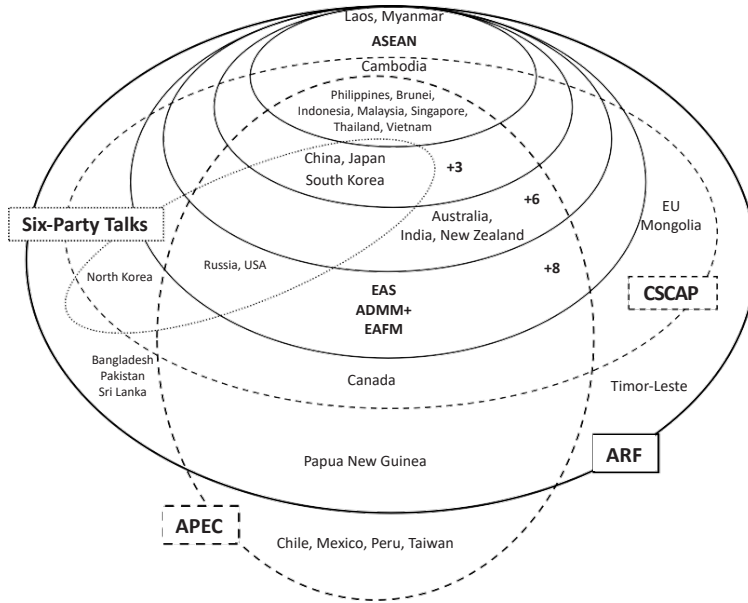 Laos, Myanmar
ASEAN
Cambodia
Philippines, Brunei,
Indonesia, Malaysia, Singapore,
Thailand, Vietnam
China, Japan
South Korea
+3
+6
Australia,
India, New Zealand
EU
Mongolia
Six-Party Talks
North Korea
Russia, USA
+8
EAS
ADMM+
EAFM
CSCAP
Bangladesh
Pakistan
Sri Lanka
Canada
Timor-Leste
Papua New Guinea
ARF
APEC
Chile, Mexico, Peru, Taiwan